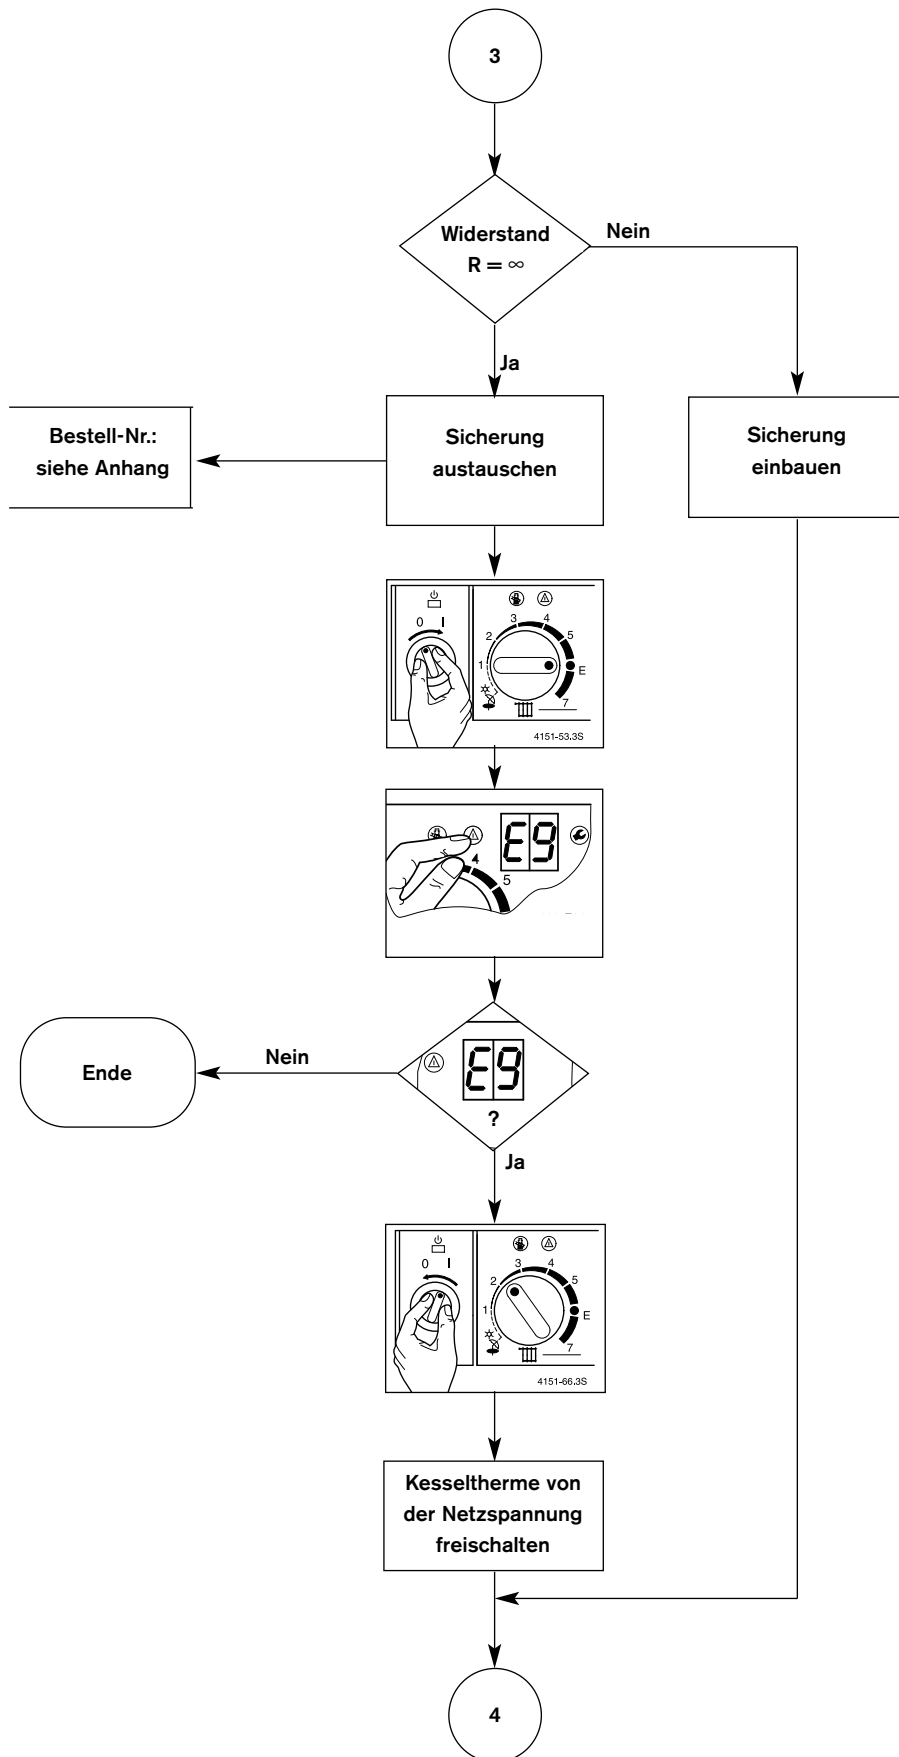 3
Widerstand
R = ∞
Nein
Ja
Bestell-Nr.:
siehe Anhang
Sicherung
austauschen
Sicherung
einbauen
0 I
1
2
3
4
5
E
7
4151-53.3S
E9
4
5
Ende
Nein
E9
?
Ja
0 I
1
2
3
4
5
E
7
4151-66.3S
Kesseltherme von
der Netzspannung
freischalten
4